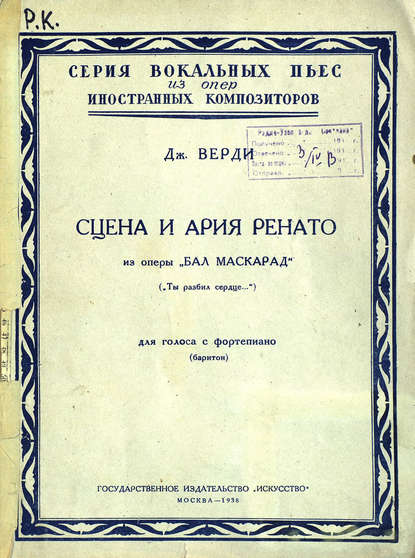 Р.К.
СЕРИЯ ВОКАЛЬНЫХ ПЬЕС
из опер
ИНОСТРАННЫХ КОМПОЗИТОРОВ
Дж. ВЕРДИ
СЦЕНА И АРИЯ РЕНАТО
из оперы „БАЛ МАСКАРАД“
(„Ты разбил сердце...“)
для голоса с фортепиано
(баритон)
ГОСУДАРСТВЕННОЕ ИЗДАТЕЛЬСТВО „ИСКУССТВО“
МОСКВА—1938